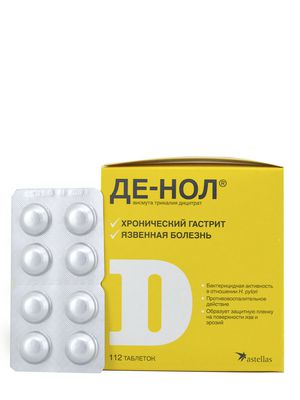 ДЕ-НОЛ®
висмута трикалия дицитрат
✓ ХРОНИЧЕСКИЙ ГАСТРИТ
✓ ЯЗВЕННАЯ БОЛЕЗНЬ
D
• Бактерицидная активность
в отношении H. pylori
• Противовоспалительное
действие
• Образует защитную пленку
на поверхности язв и
эрозий
112 ТАБЛЕТОК
astellas